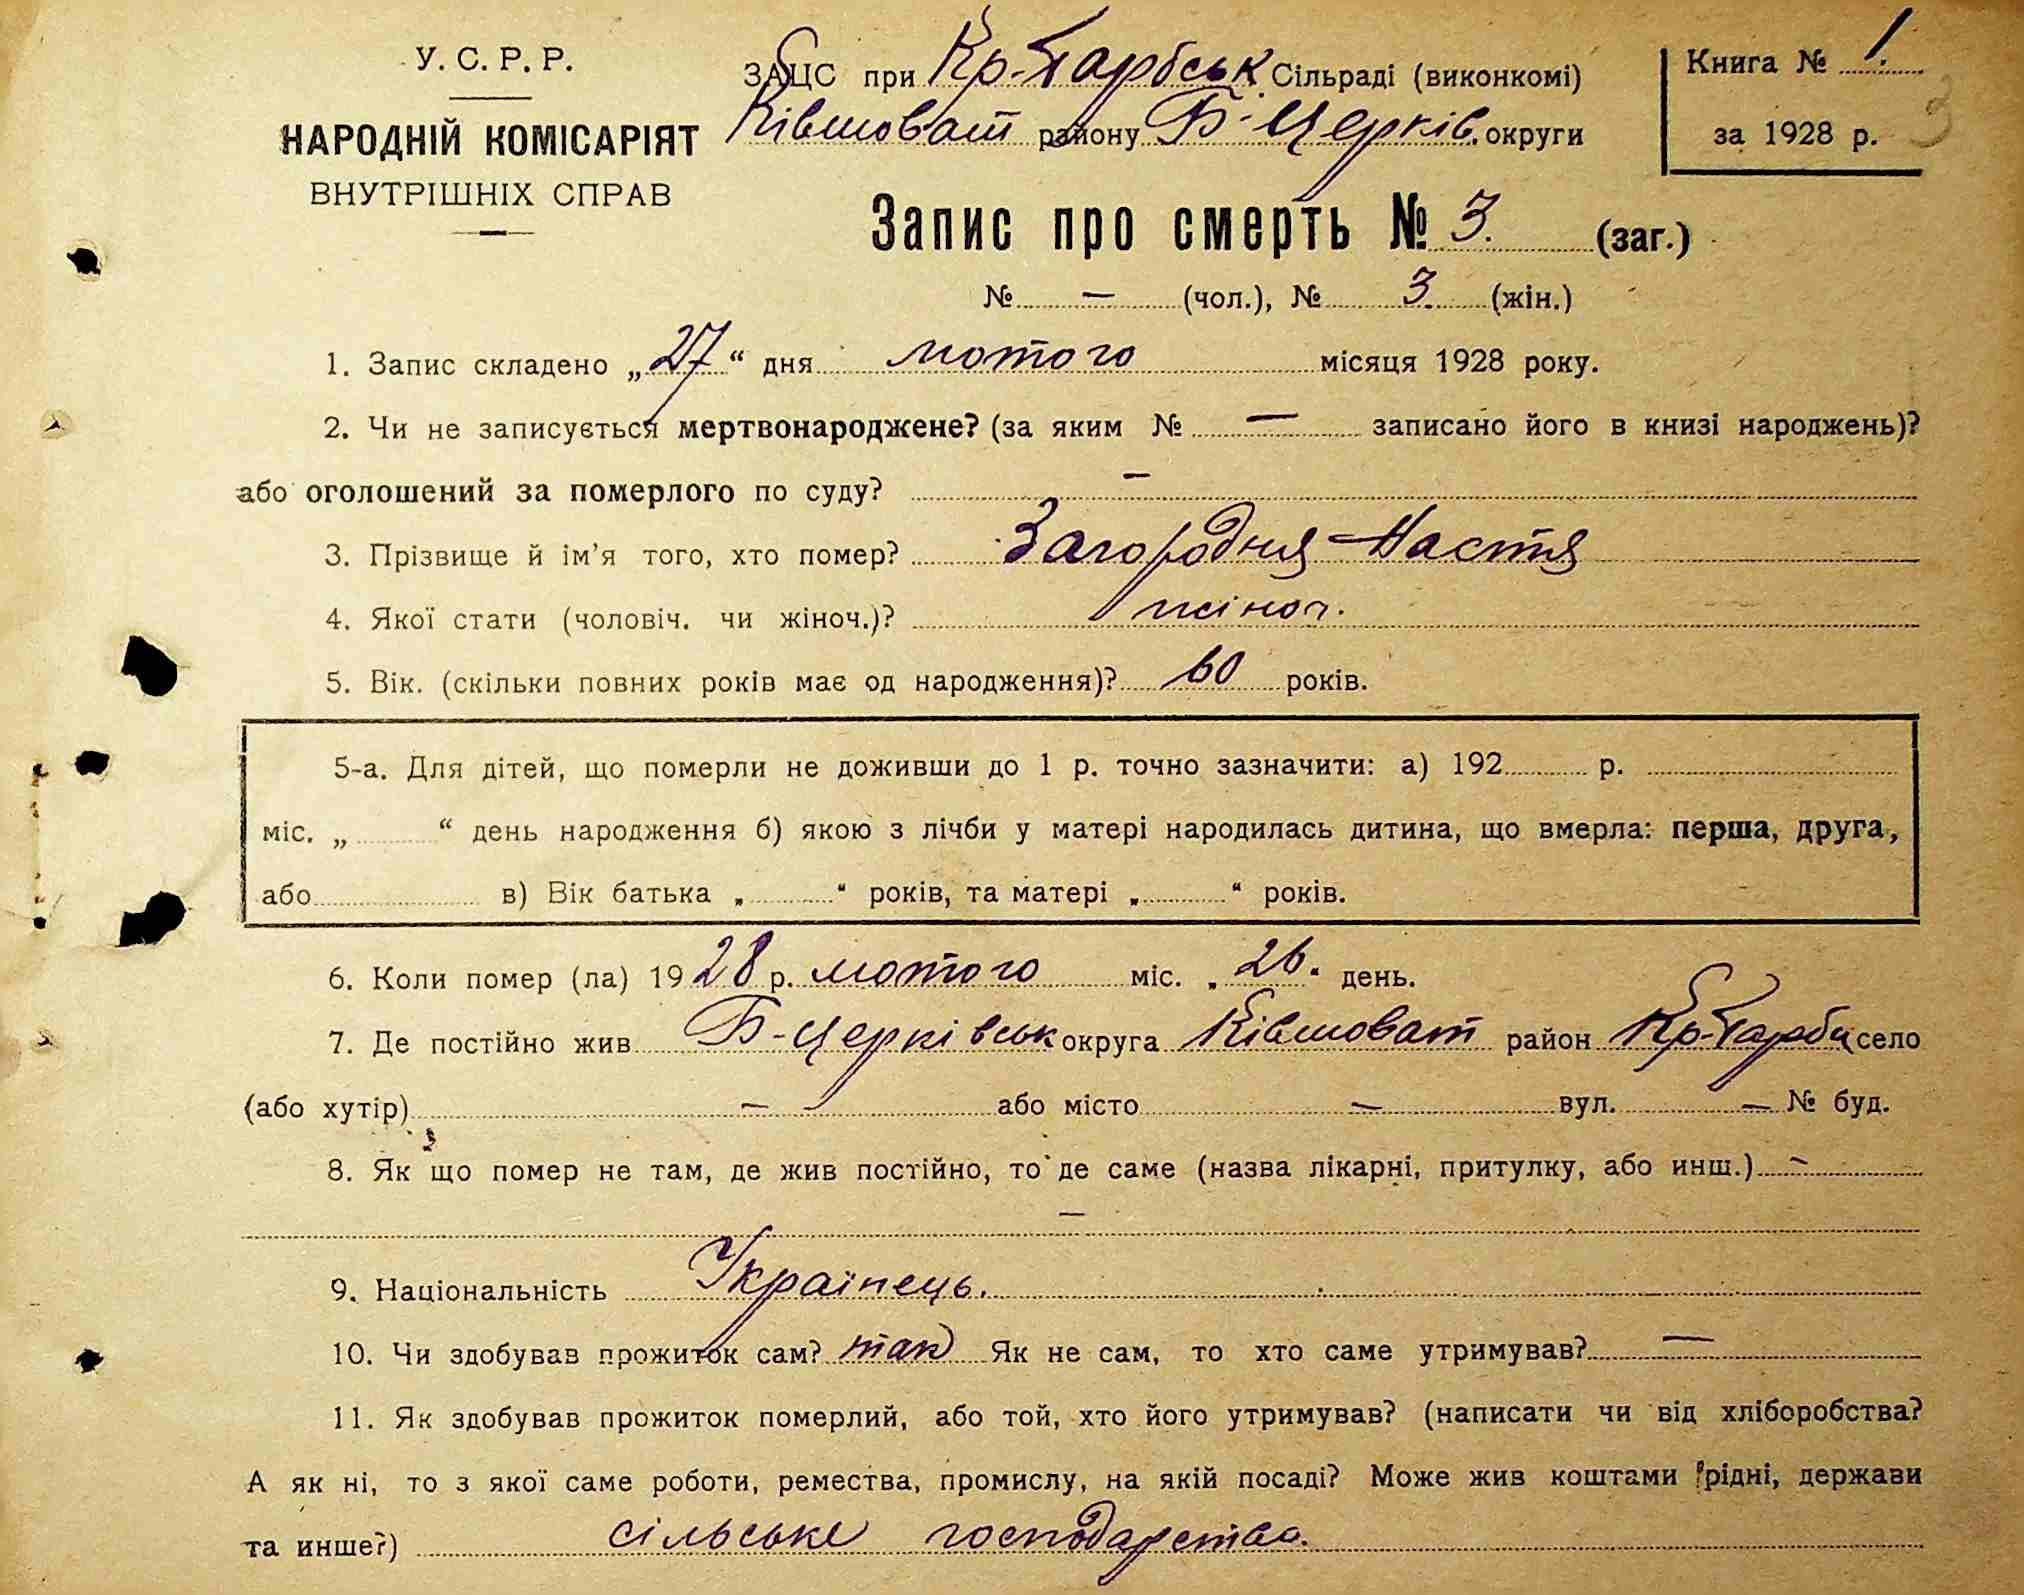 У. С. Р. Р.
НАРОДНІЙ КОМІСАРІЯТ
ВНУТРІШНІХ СПРАВ
ЗАЦС при Кр-Гарбськ. Сільраді (виконкомі)
Ківшоват району Б-Церків. округи
Книга № 1.
за 1928 р.
3
Запис про смерть № 3. (заг.)
№ — (чол.), № 3. (жін.)
1. Запис складено „27“ дня лютого місяця 1928 року.
2. Чи не записується мертвонароджене? (за яким № — записано його в книзі народжень)?
або оголошений за померлого по суду? —
3. Прізвище й ім’я того, хто помер? Загородня Настя
4. Якої стати (чоловіч. чи жіноч.)? жіноч.
5. Вік. (скільки повних років має од народження)? 60 років.
5-а. Для дітей, що померли не доживши до 1 р. точно зазначити: а) 192 р.
міс. „ “ день народження б) якою з лічби у матері народилась дитина, що вмерла: перша, друга,
або в) Вік батька „ “ років, та матері „ “ років.
6. Коли помер (ла) 1928 р. лютого міс. „26“ день.
7. Де постійно жив Б-Церківськ округа Ківшоват район Кр-Гарби село
(або хутір) — або місто — вул. — № буд.
8. Як що помер не там, де жив постійно, то де саме (назва лікарні, притулку, або инш.) —
—
9. Національність Українець.
10. Чи здобував прожиток сам? так Як не сам, то хто саме утримував? —
11. Як здобував прожиток померлий, або той, хто його утримував? (написати чи від хліборобства?
А як ні, то з якої саме роботи, ремества, промислу, на якій посаді? Може жив коштами рідні, держави
та инше?) сільське господарство.